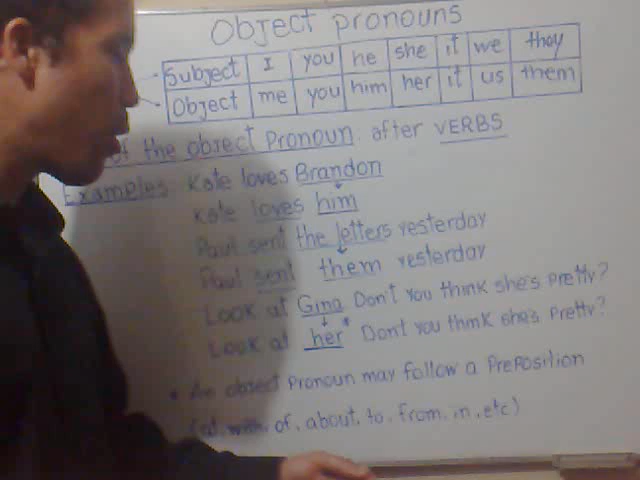 Object pronouns
Subject I you he she it we they
Object me you him her it us them
of the object pronoun after VERBS
Examples: Kate loves Brandon
Kate loves him
Paul sent the letters yesterday
Paul sent them yesterday
Look at Gina Don't you think she's pretty?
Look at her* Don't you think she's pretty?
* An object pronoun may follow a preposition
(at, with, of, about, to, from, in, etc)